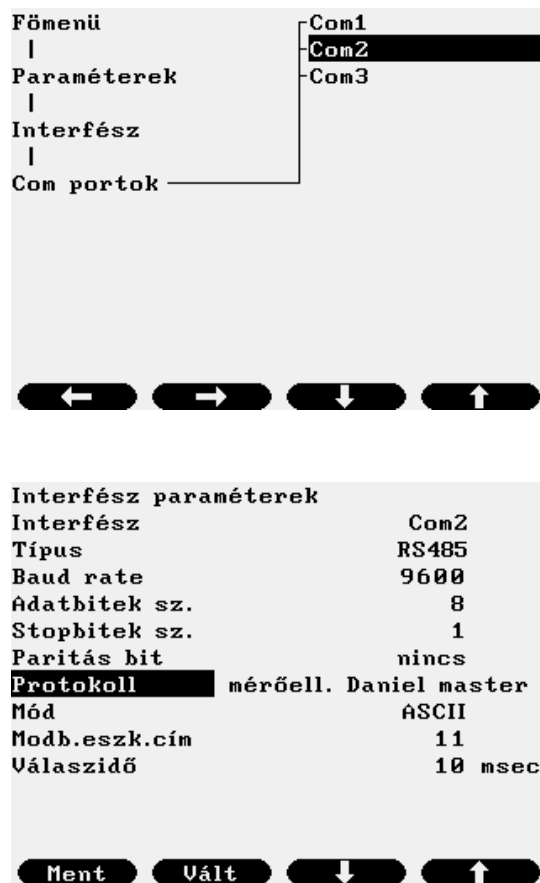 Fömenü
Com1
Com2
Paraméterek
Com3
Interfész
Com portok
Interfész paraméterek
Interfész Com2
Típus RS485
Baud rate 9600
Adatbitek sz. 8
Stopbitek sz. 1
Paritás bit nincs
Protokoll mérőell. Daniel master
Mód ASCII
Modb.eszk.cím 11
Válaszidő 10 msec
Ment Vált